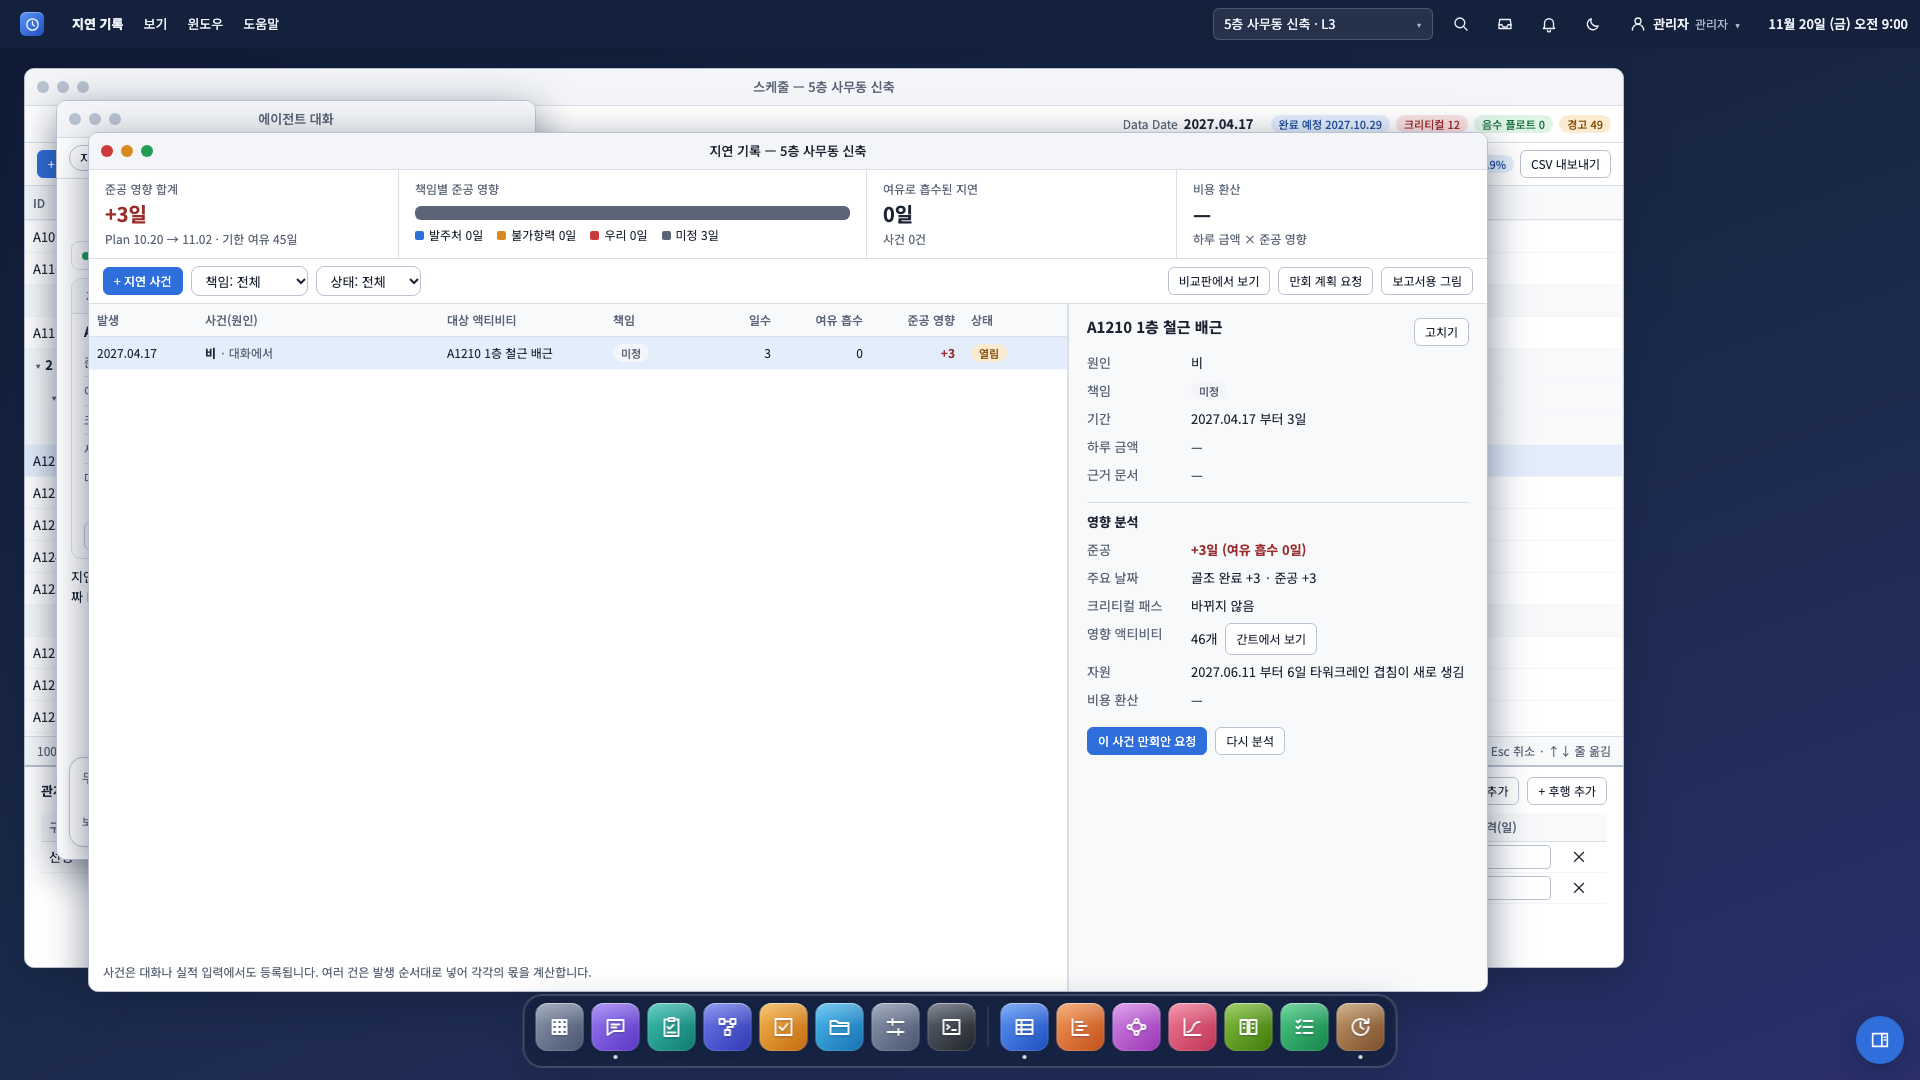 지연 기록 보기 윈도우 도움말
5층 사무동 신축 · L3
관리자 관리자
11월 20일 (금) 오전 9:00
스케줄 — 5층 사무동 신축
에이전트 대화
Data Date 2027.04.17 완료 예정 2027.10.29 크리티컬 12 음수 플로트 0 경고 49
지연 기록 — 5층 사무동 신축
.9% CSV 내보내기
준공 영향 합계
+3일
Plan 10.20 → 11.02 · 기한 여유 45일
책임별 준공 영향
발주처 0일 불가항력 0일 우리 0일 미정 3일
여유로 흡수된 지연
0일
사건 0건
비용 환산
—
하루 금액 × 준공 영향
+ 지연 사건 책임: 전체 상태: 전체 비교판에서 보기 만회 계획 요청 보고서용 그림
발생 사건(원인) 대상 액티비티 책임 일수 여유 흡수 준공 영향 상태
2027.04.17 비 · 대화에서 A1210 1층 철근 배근 미정 3 0 +3 열림
A1210 1층 철근 배근 고치기
원인 비
책임 미정
기간 2027.04.17 부터 3일
하루 금액 —
근거 문서 —
영향 분석
준공 +3일 (여유 흡수 0일)
주요 날짜 골조 완료 +3 · 준공 +3
크리티컬 패스 바뀌지 않음
영향 액티비티 46개 간트에서 보기
자원 2027.06.11 부터 6일 타워크레인 겹침이 새로 생김
비용 환산 —
이 사건 만회안 요청 다시 분석
사건은 대화나 실적 입력에서도 등록됩니다. 여러 건은 발생 순서대로 넣어 각각의 몫을 계산합니다.
ID
A10
A11
A11
2
A12
A12
A12
A12
A12
A12
A12
A12
100
Esc 취소 · ↑↓ 줄 옮김
추가 + 후행 추가
격(일)